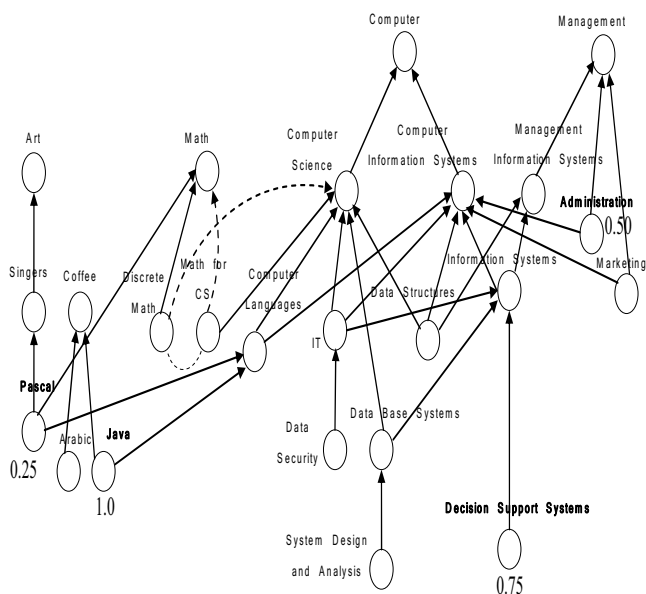 Computer
Management
Art
Math
Computer
Science
Computer
Information Systems
Management
Information Systems
Administration
0.50
Singers
Coffee
Discrete
Math
Math for
CS
Computer
Languages
Data Structures
Information Systems
Marketing
IT
Pascal
0.25
Arabic
Java
1.0
Data
Security
Data Base Systems
Decision Support Systems
0.75
System Design
and Analysis